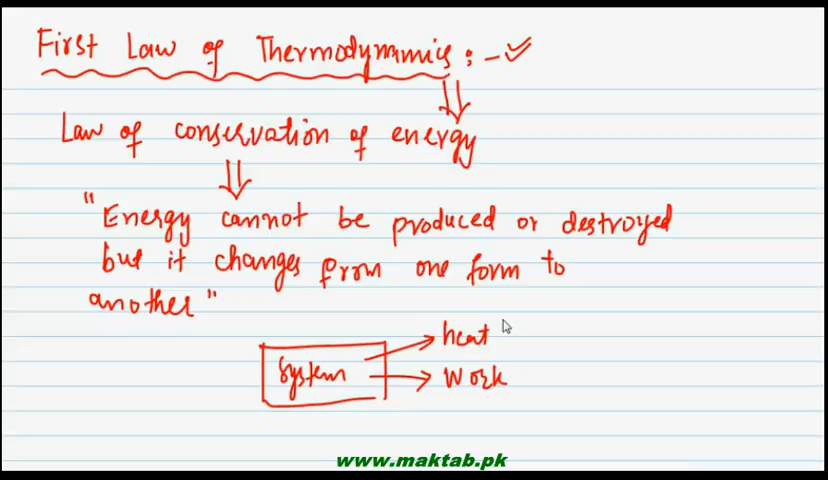 First Law of Thermodynamics :-
Law of conservation of energy
"Energy cannot be produced or destroyed
but it changes from one form to
another"
heat
System
Work
www.maktab.pk